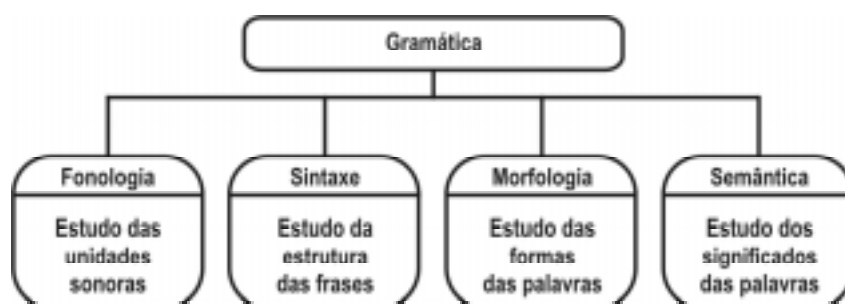 Gramática
Fonologia
Estudo das
unidades
sonoras
Sintaxe
Estudo da
estrutura
das frases
Morfologia
Estudo das
formas
das palavras
Semântica
Estudo dos
significados
das palavras